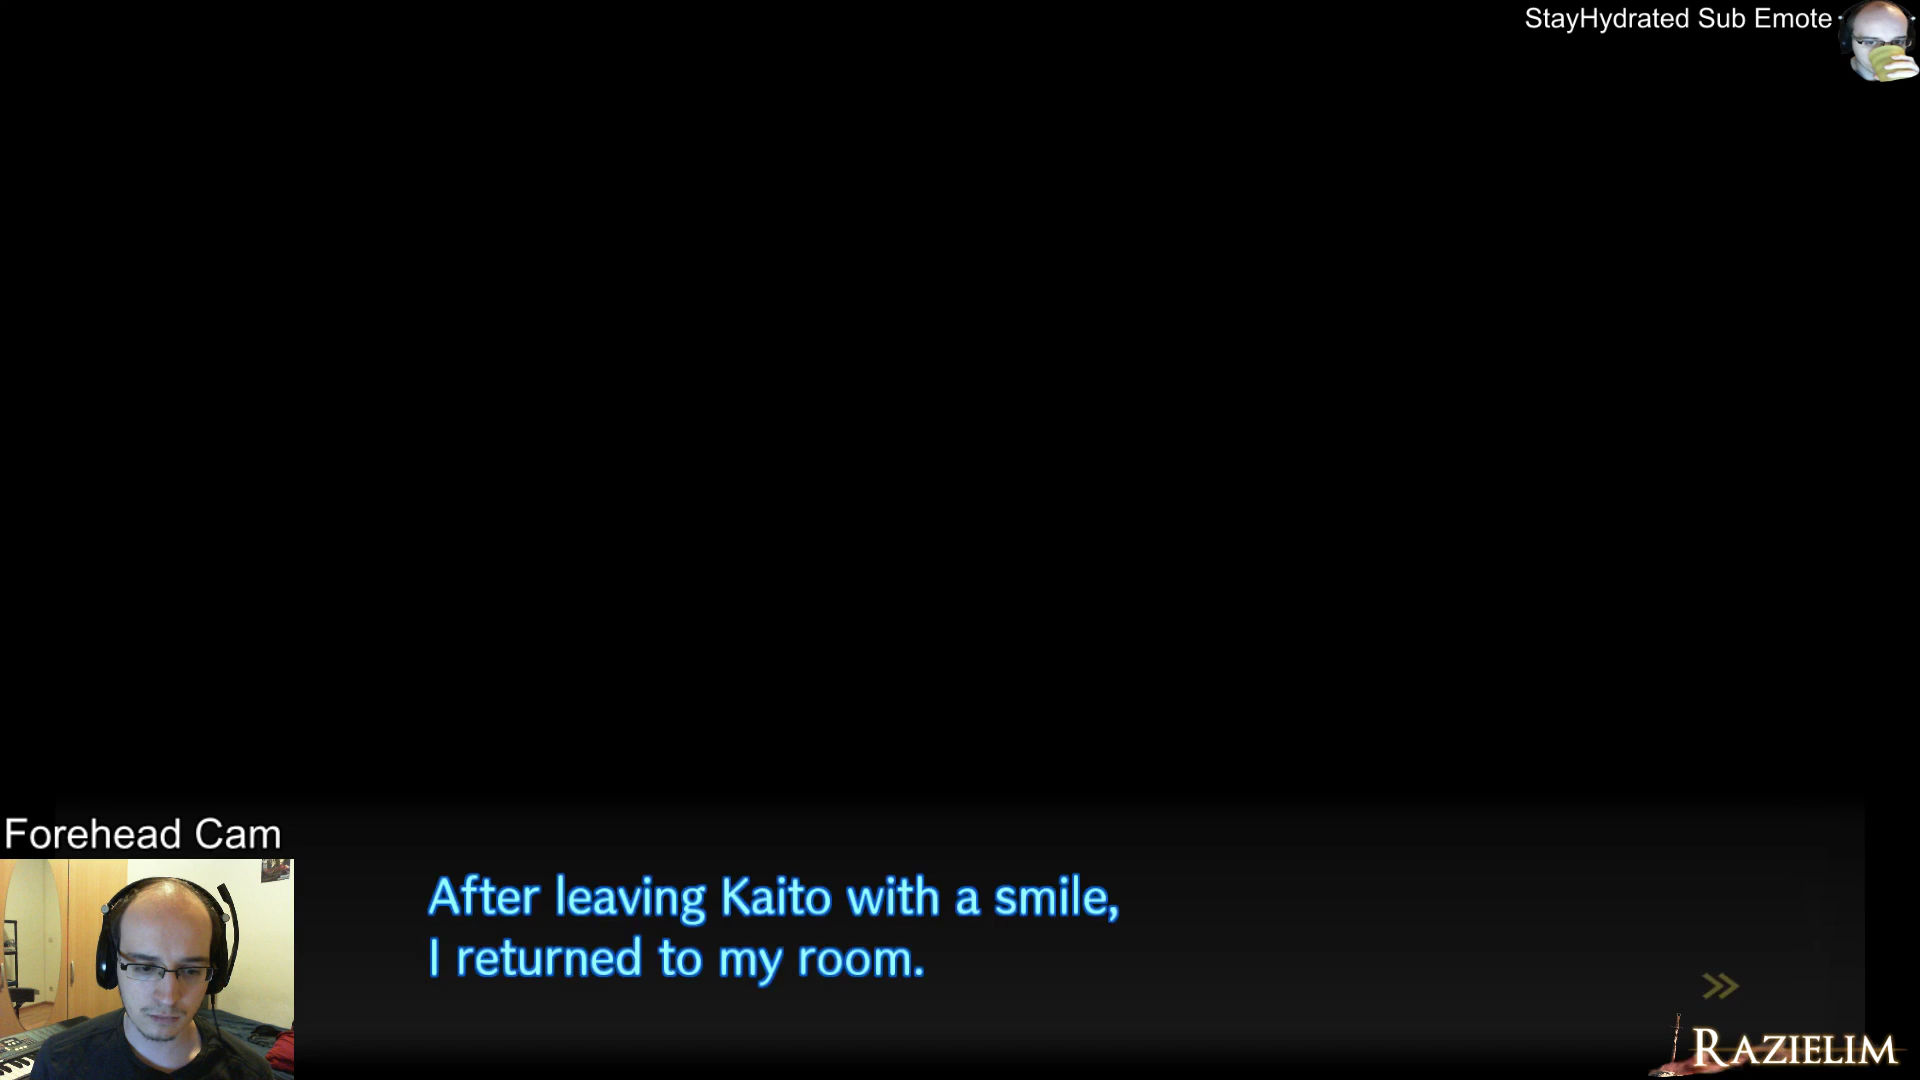 StayHydrated Sub Emote
Forehead Cam
After leaving Kaito with a smile,
I returned to my room.
RAZIELIM